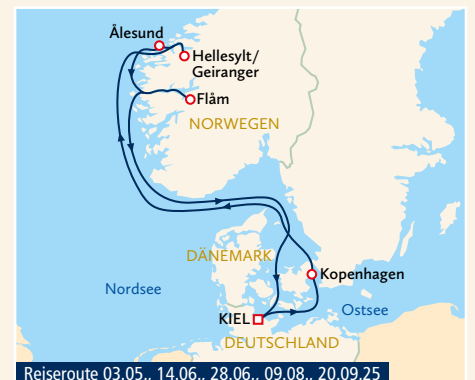 Ålesund
Hellesylt/
Geiranger
Flåm
NORWEGEN
DÄNEMARK
Kopenhagen
Nordsee
Ostsee
KIEL
DEUTSCHLAND
Reiseroute 03.05., 14.06., 28.06., 09.08., 20.09.25